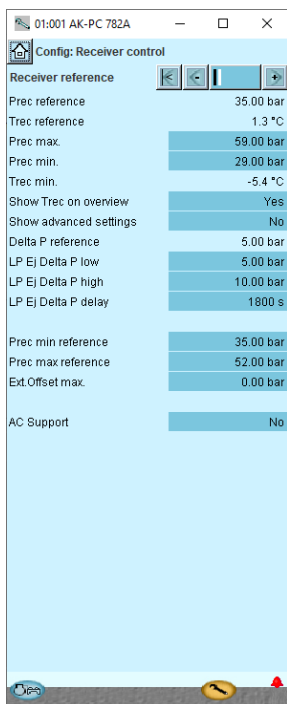 01:001 AK-PC 782A
Config: Receiver control
Receiver reference
Prec reference 35.00 bar
Trec reference 1.3 °C
Prec max. 59.00 bar
Prec min. 29.00 bar
Trec min. -5.4 °C
Show Trec on overview Yes
Show advanced settings No
Delta P reference 5.00 bar
LP Ej Delta P low 5.00 bar
LP Ej Delta P high 10.00 bar
LP Ej Delta P delay 1800 s
Prec min reference 35.00 bar
Prec max reference 52.00 bar
Ext.Offset max. 0.00 bar
AC Support No